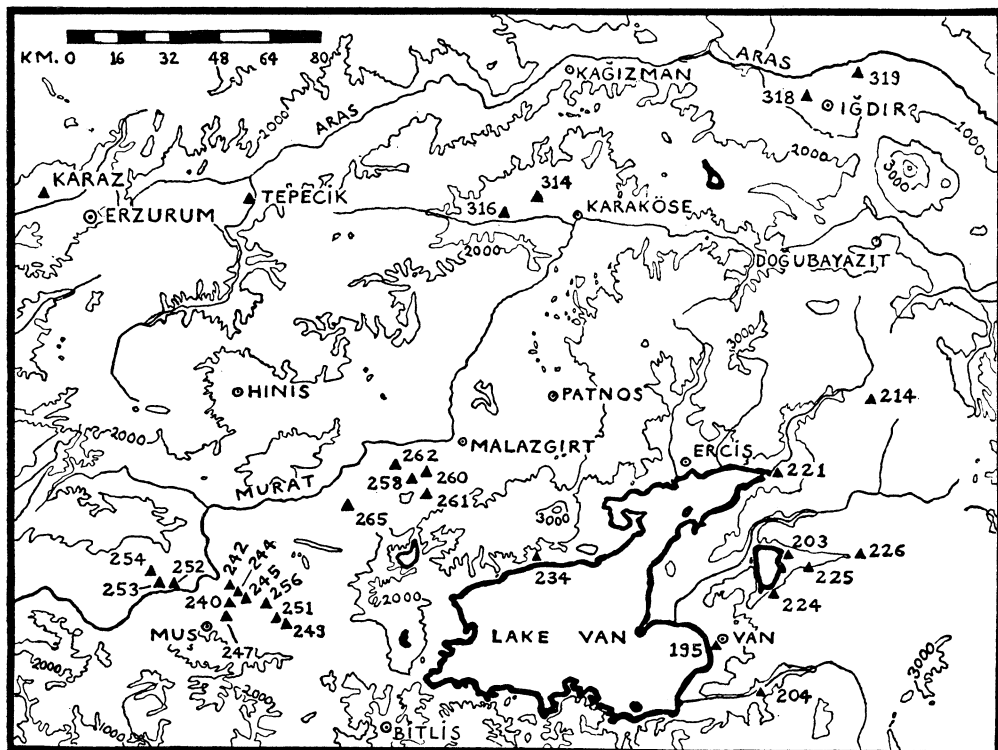 KM. 0 16 32 48 64 80
ARAS
KAĞIZMAN
ARAS
319
318
IĞDIR
2000
1000
2000
3000
KARAZ
TEPECİK
ERZURUM
314
316
KARAKÖSE
2000
DOĞUBAYAZIT
3000
HINIS
PATNOS
214
2000
MALAZGIRT
ERCİŞ
262
260
258
261
221
MURAT
265
3000
203
226
225
224
234
254
252
253
242
244
245
256
251
243
240
247
MUŞ
2000
LAKE VAN
VAN
195
204
3000
2000
2000
1000
BİTLİS